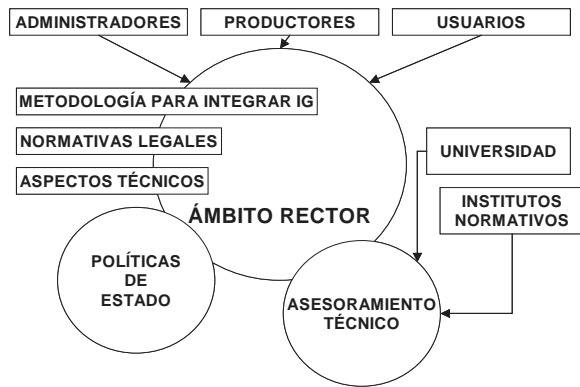 ADMINISTRADORES
PRODUCTORES
USUARIOS
METODOLOGÍA PARA INTEGRAR IG
NORMATIVAS LEGALES
ASPECTOS TÉCNICOS
ÁMBITO RECTOR
UNIVERSIDAD
INSTITUTOS
NORMATIVOS
POLÍTICAS
DE
ESTADO
ASESORAMIENTO
TÉCNICO